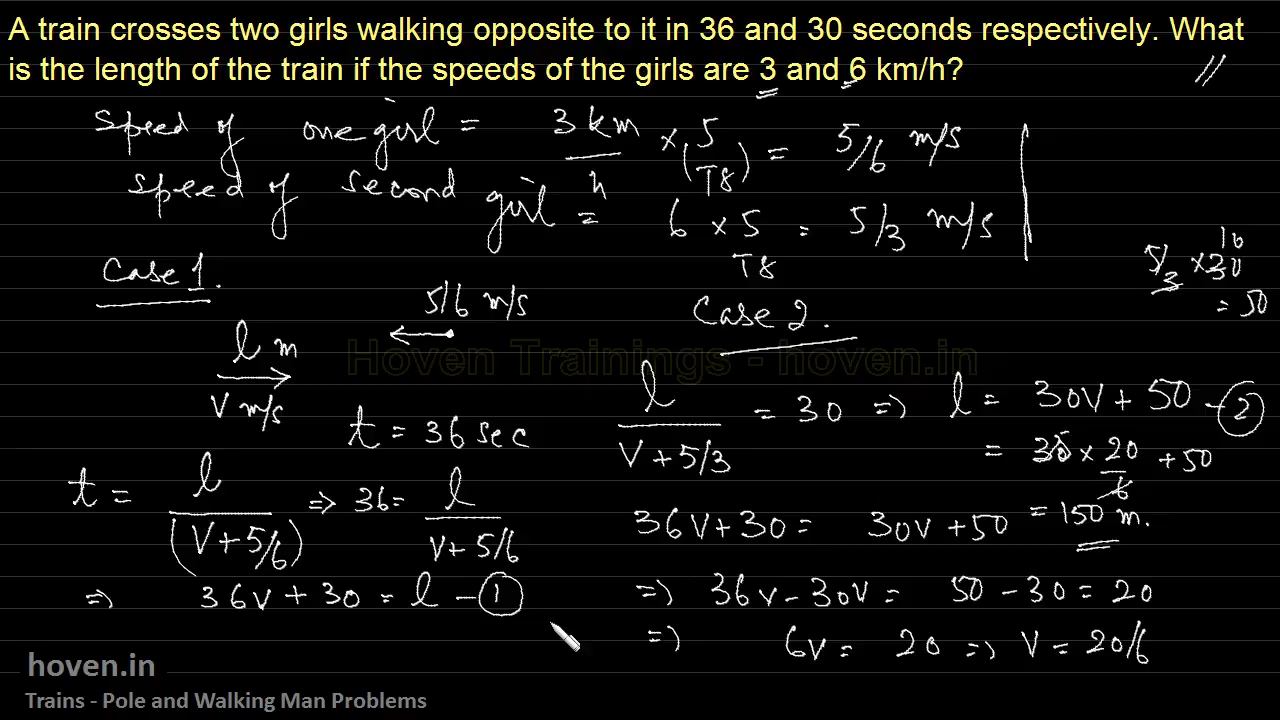 A train crosses two girls walking opposite to it in 36 and 30 seconds respectively. What
is the length of the train if the speeds of the girls are 3 and 6 km/h?
Speed of one girl = 3 km/h × (5/18) = 5/6 m/s
Speed of second girl = 6 × 5/18 = 5/3 m/s
5/3 × 30 10
= 50
Case 1.
5/6 m/s
l m
V m/s
t = 36 sec
t = l/(V+5/6) => 36 = l/V+5/6
=> 36V + 30 = l - 1
Case 2.
l/V+5/3 = 30 => l = 30V + 50 - 2
= 30 5 × 20/6 + 50
= 150 m.
36V+30 = 30V+50
=> 36V - 30V = 50 - 30 = 20
=> 6V = 20 => V = 20/6
Hoven Trainings - hoven.in
hoven.in
Trains - Pole and Walking Man Problems